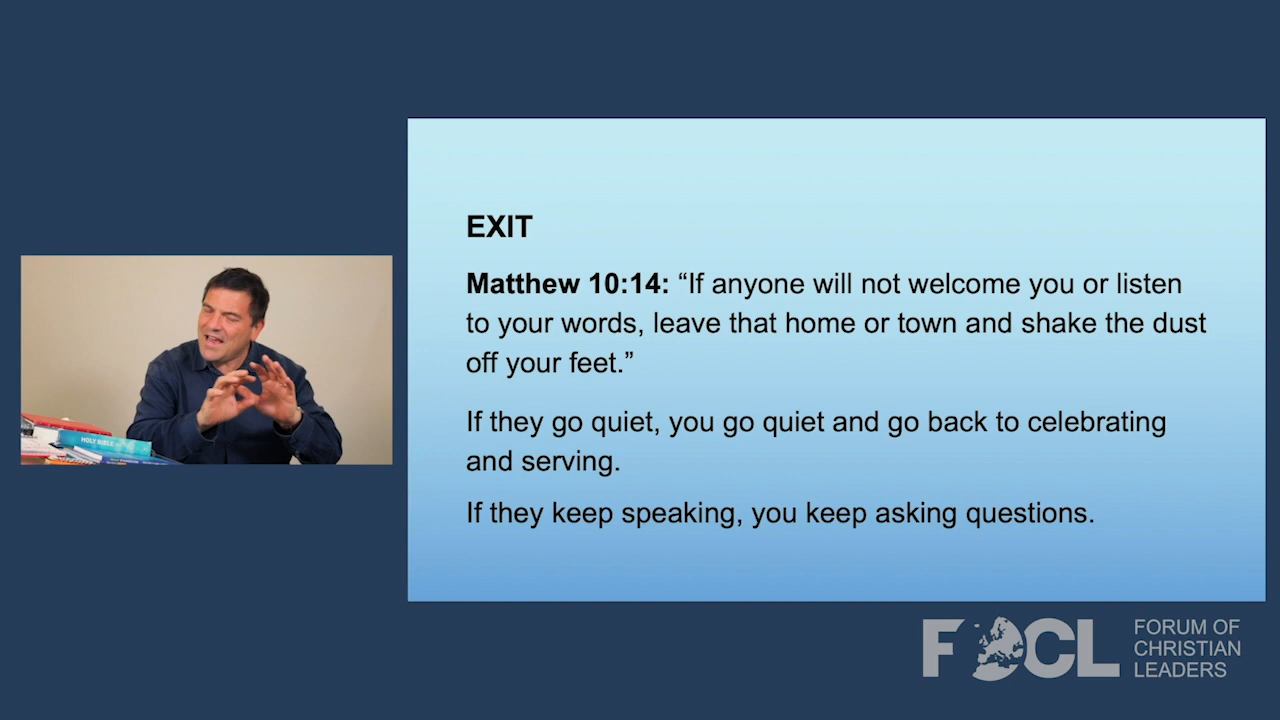 EXIT
Matthew 10:14: “If anyone will not welcome you or listen
to your words, leave that home or town and shake the dust
off your feet.”
If they go quiet, you go quiet and go back to celebrating
and serving.
If they keep speaking, you keep asking questions.
HOLY BIBLE
FOCL
FORUM OF
CHRISTIAN
LEADERS